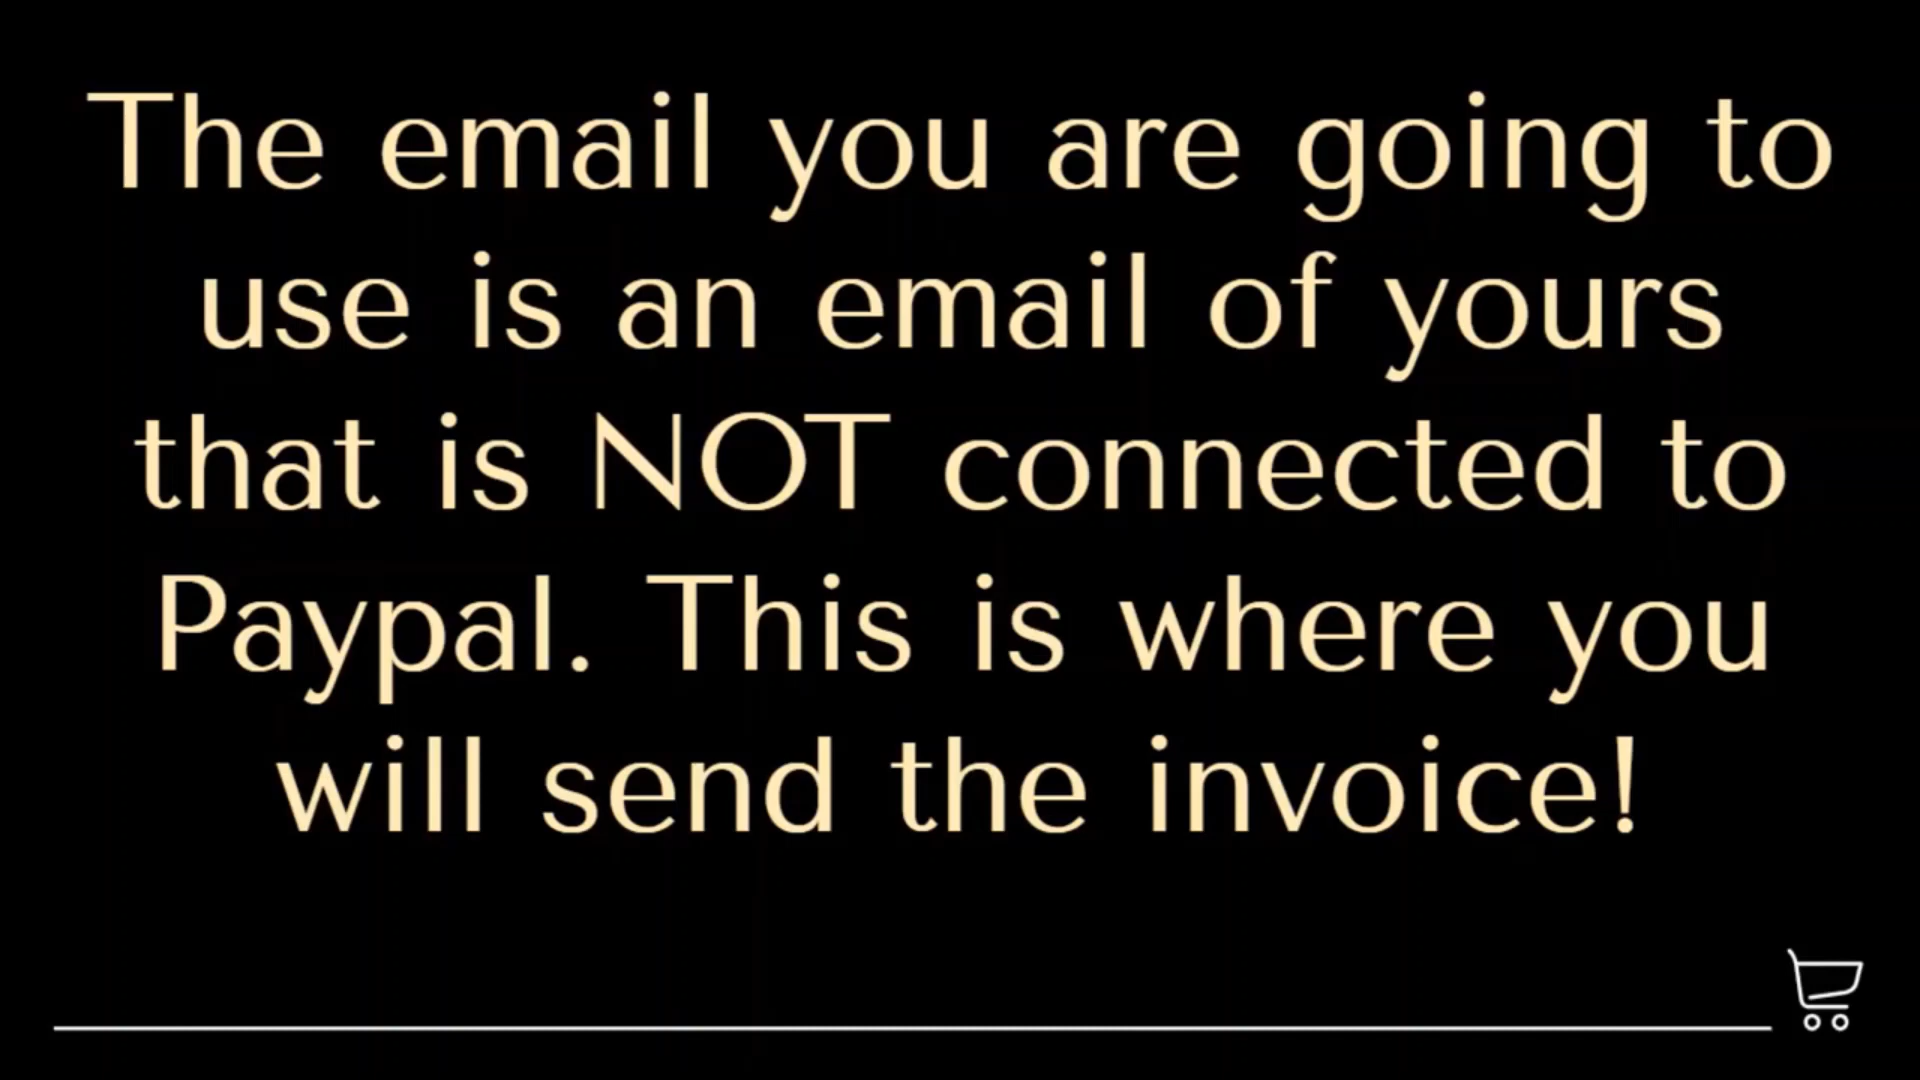 The email you are going to
use is an email of yours
that is NOT connected to
Paypal. This is where you
will send the invoice!